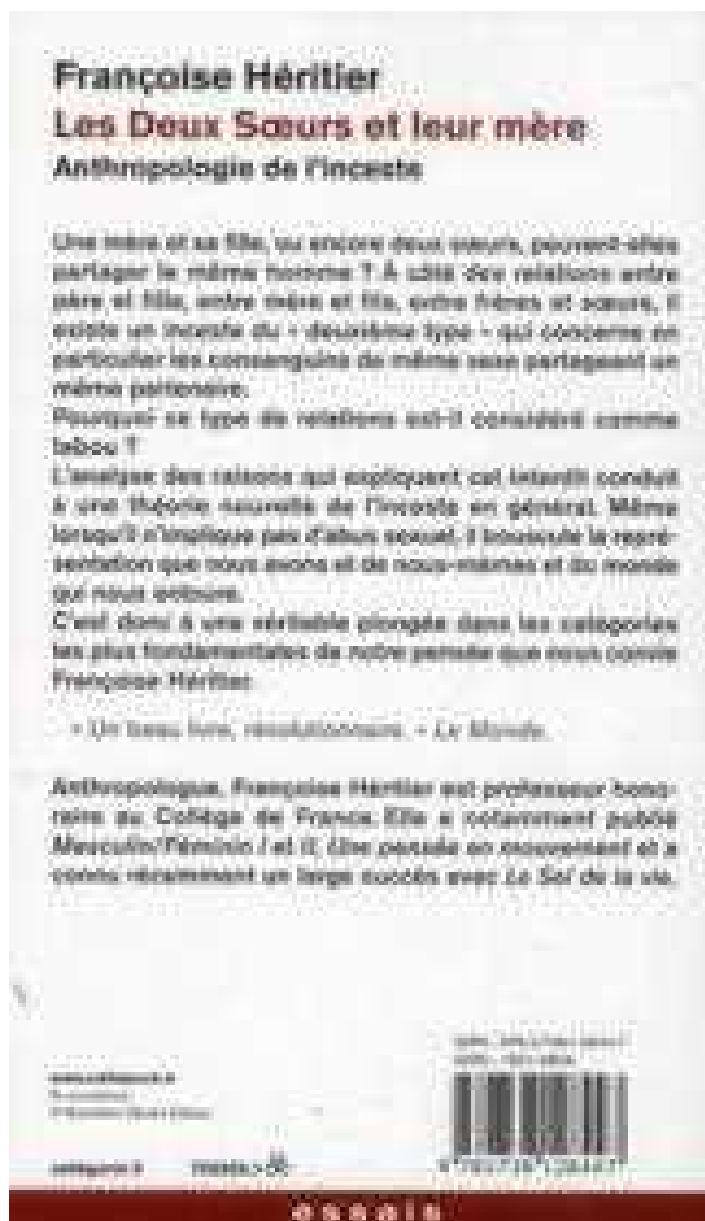 Françoise Héritier
Les Deux Sœurs et leur mère
Anthropologie de l'inceste
Une mère et sa fille, ou encore deux sœurs, peuvent-elles
partager le même homme ? À côté des relations entre
père et fille, entre mère et fils, entre frères et sœurs, il
existe un inceste du « deuxième type » qui concerne en
particulier les consanguins de même sexe partageant un
même partenaire.
Pourquoi ce type de relations est-il considéré comme
tabou ?
L'analyse des raisons qui expliquent cet interdit conduit
à une théorie nouvelle de l'inceste en général. Même
lorsqu'il n'implique pas d'abus sexuel, il bouscule la repré-
sentation que nous avons et de nous-mêmes et du monde
qui nous entoure.
C'est donc à une véritable plongée dans les catégories
les plus fondamentales de notre pensée que nous convie
Françoise Héritier.
« Un beau livre, révolutionnaire. » Le Monde.
Anthropologue, Françoise Héritier est professeur hono-
raire au Collège de France. Elle a notamment publié
Masculin/Féminin I et II, Une pensée en mouvement et a
connu récemment un large succès avec Le Sel de la vie.
essais